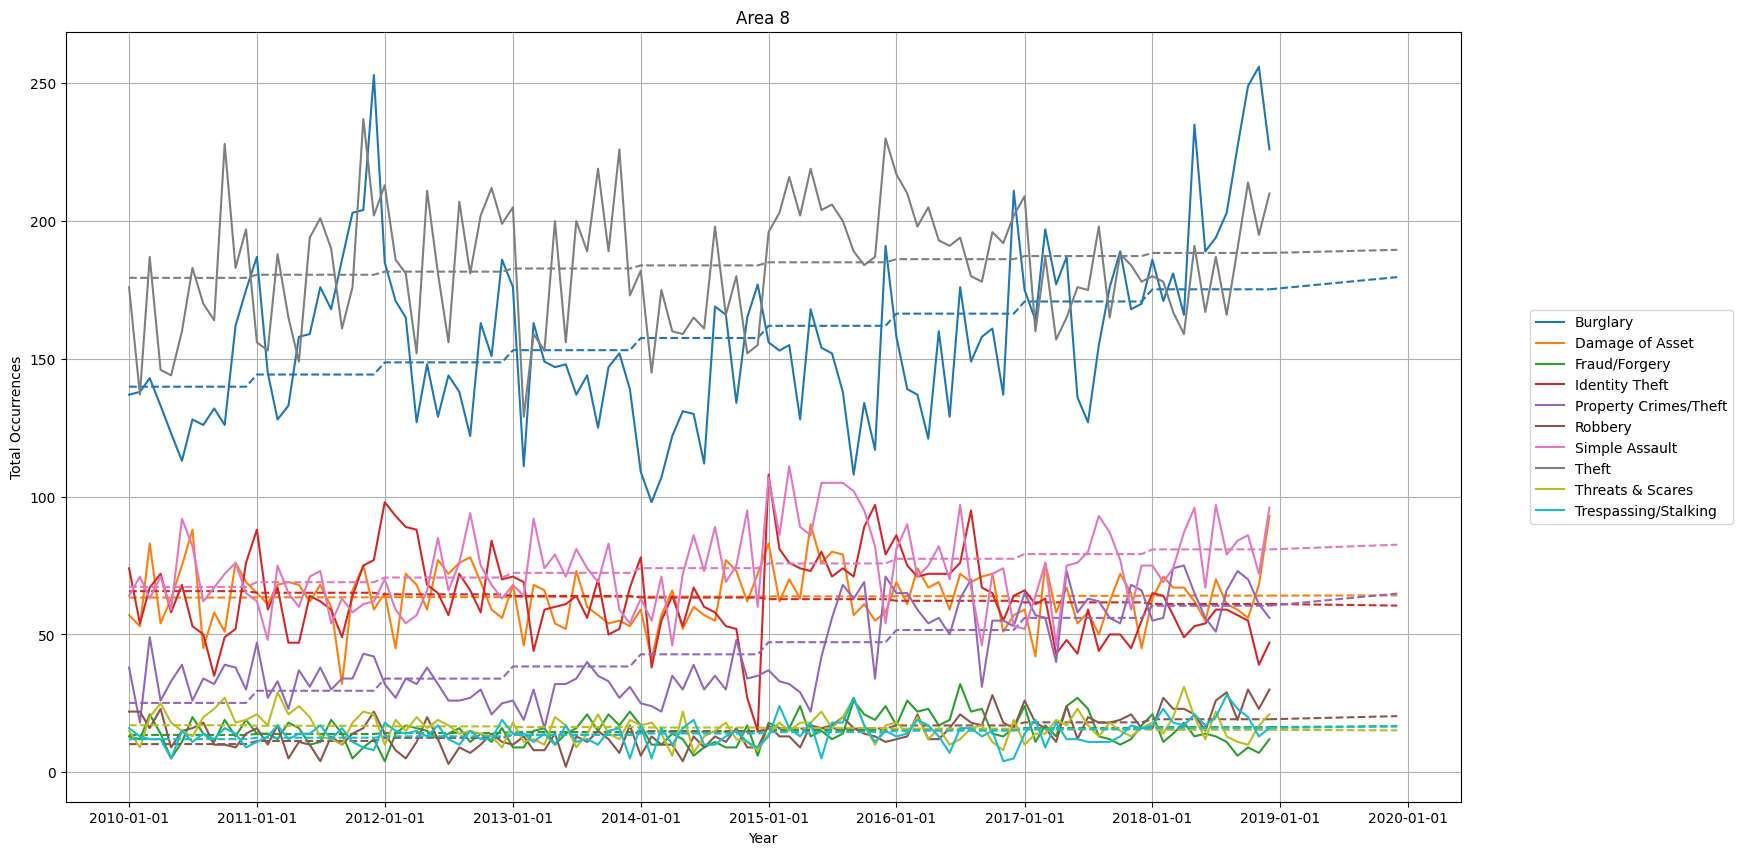 Area 8
Total Occurrences
250
200
150
100
50
0
2010-01-01 2011-01-01 2012-01-01 2013-01-01 2014-01-01 2015-01-01 2016-01-01 2017-01-01 2018-01-01 2019-01-01 2020-01-01
Year
Burglary
Damage of Asset
Fraud/Forgery
Identity Theft
Property Crimes/Theft
Robbery
Simple Assault
Theft
Threats & Scares
Trespassing/Stalking